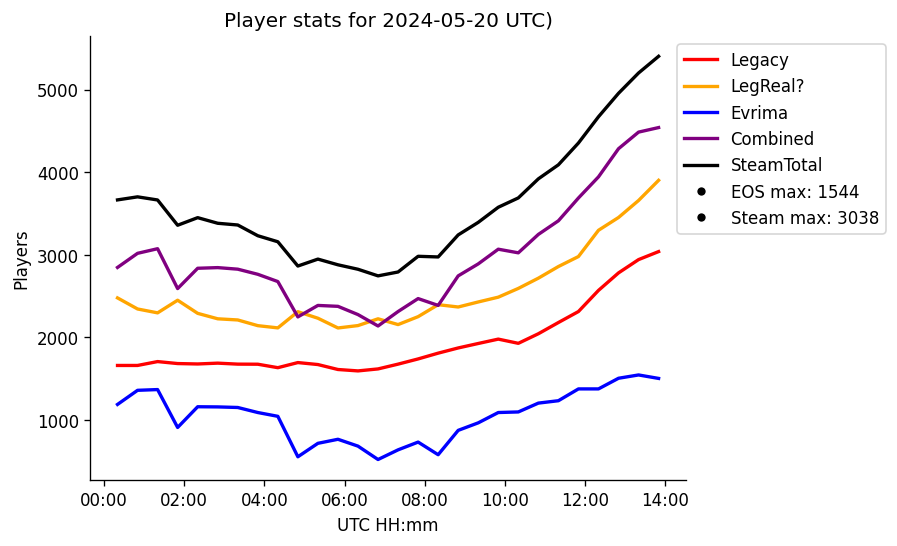 Player stats for 2024-05-20 UTC)
Players
5000
4000
3000
2000
1000
00:00 02:00 04:00 06:00 08:00 10:00 12:00 14:00
UTC HH:mm
Legacy
LegReal?
Evrima
Combined
SteamTotal
EOS max: 1544
Steam max: 3038